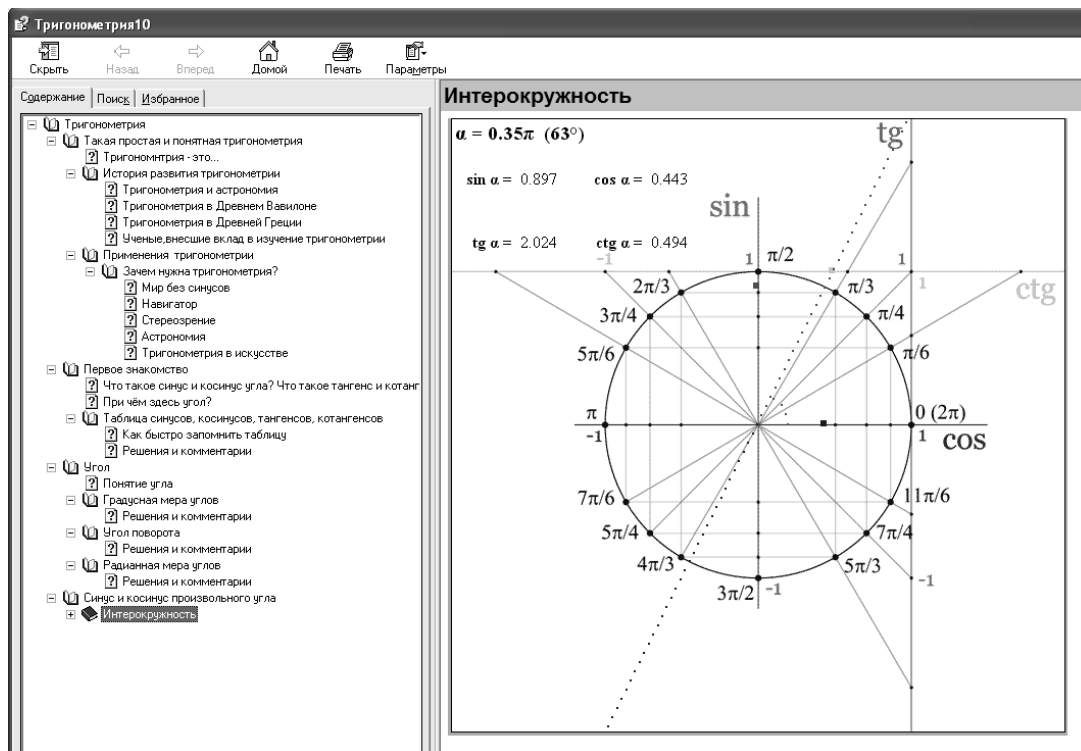 Тригонометрия10
Скрыть Назад Вперед Домой Печать Параметры
Содержание Поиск Избранное
Тригонометрия
Такая простая и понятная тригонометрия
Тригономнтрия - это...
История развития тригонометрии
Тригонометрия и астрономия
Тригонометрия в Древнем Вавилоне
Тригонометрия в Древней Греции
Ученые,внесшие вклад в изучение тригонометрии
Применения тригонометрии
Зачем нужна тригонометрия?
Мир без синусов
Навигатор
Стереозрение
Астрономия
Тригонометрия в искусстве
Первое знакомство
Что такое синус и косинус угла? Что такое тангенс и котанг
При чём здесь угол?
Таблица синусов, косинусов, тангенсов, котангенсов
Как быстро запомнить таблицу
Решения и комментарии
Угол
Понятие угла
Градусная мера углов
Решения и комментарии
Угол поворота
Решения и комментарии
Радианная мера углов
Решения и комментарии
Синус и косинус произвольного угла
Интерокружность
Интерокружность
α = 0.35π (63°)
tg
sin α = 0.897 cos α = 0.443
sin
tg α = 2.024 ctg α = 0.494
-1 1 π/2 1
2π/3 π/3 1 ctg
3π/4 π/4
5π/6 π/6
π 0 (2π)
-1 1 cos
7π/6 11π/6
5π/4 7π/4
4π/3 5π/3 -1
3π/2 -1